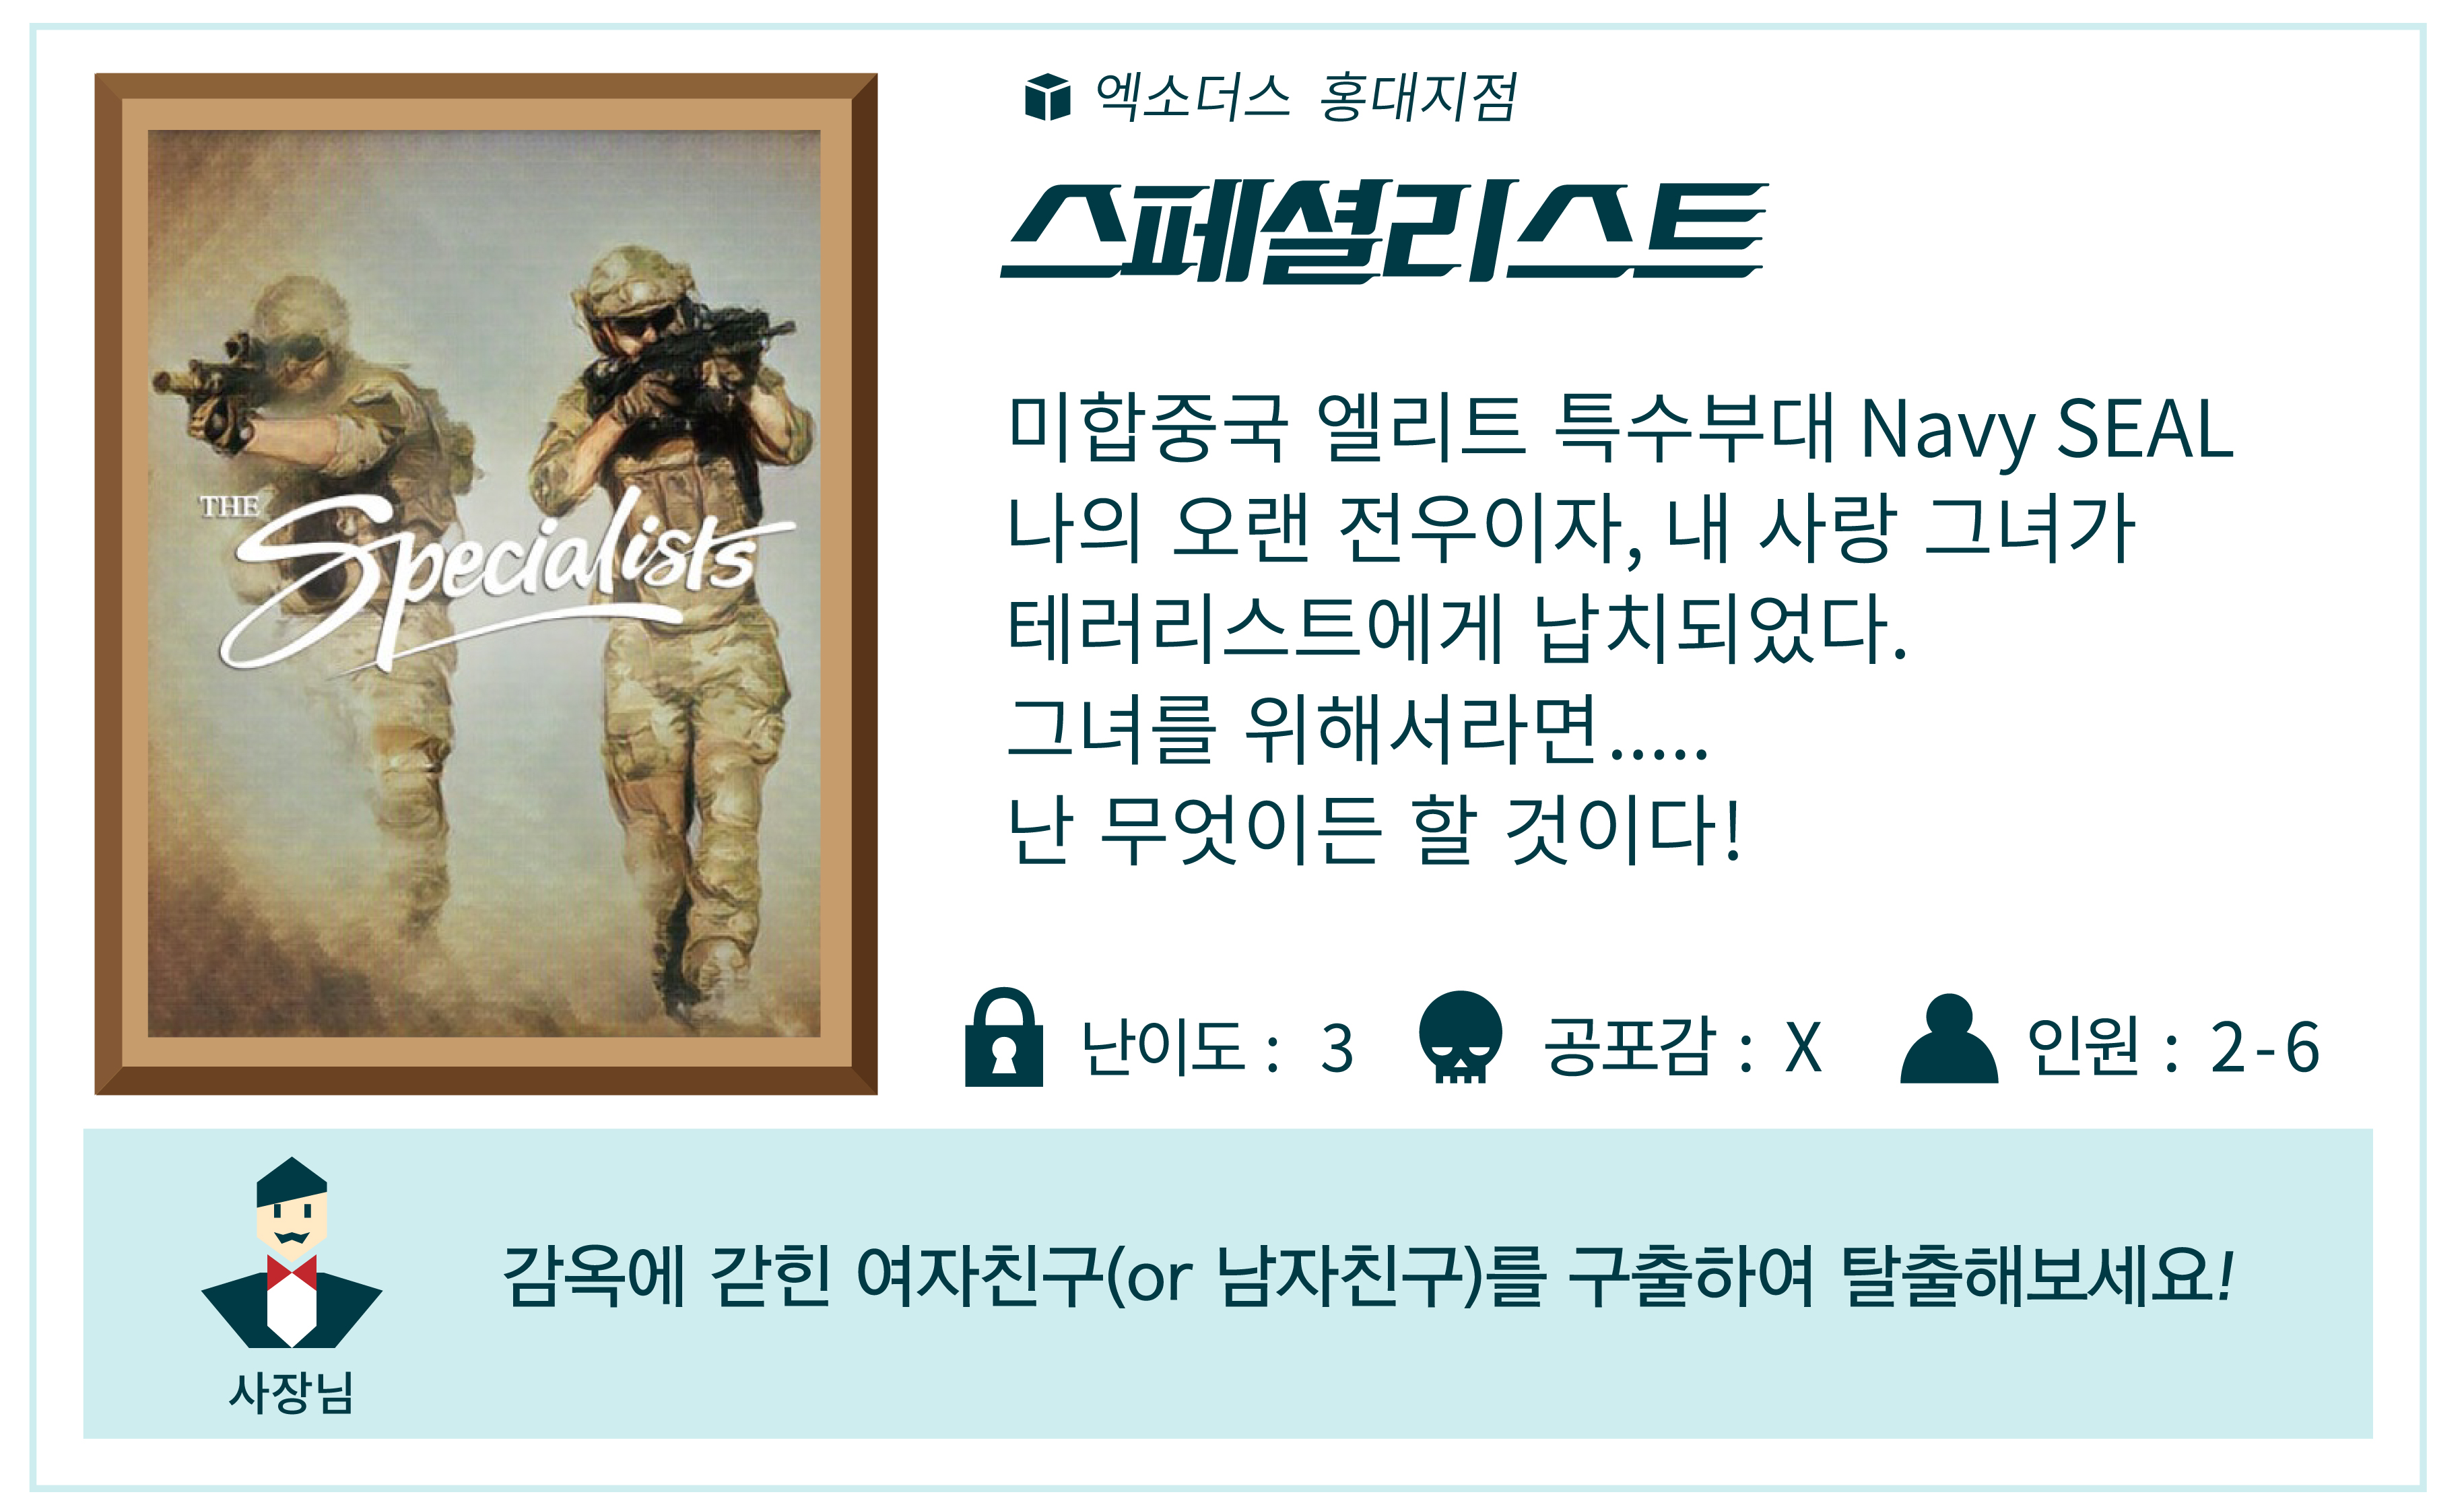 THE
Specialists
엑소더스 홍대지점
스페셜리스트
미합중국 엘리트 특수부대 Navy SEAL
나의 오랜 전우이자, 내 사랑 그녀가
테러리스트에게 납치되었다.
그녀를 위해서라면.....
난 무엇이든 할 것이다!
난이도 : 3
공포감 : X
인원 : 2-6
사장님
감옥에 갇힌 여자친구(or 남자친구)를 구출하여 탈출해보세요!